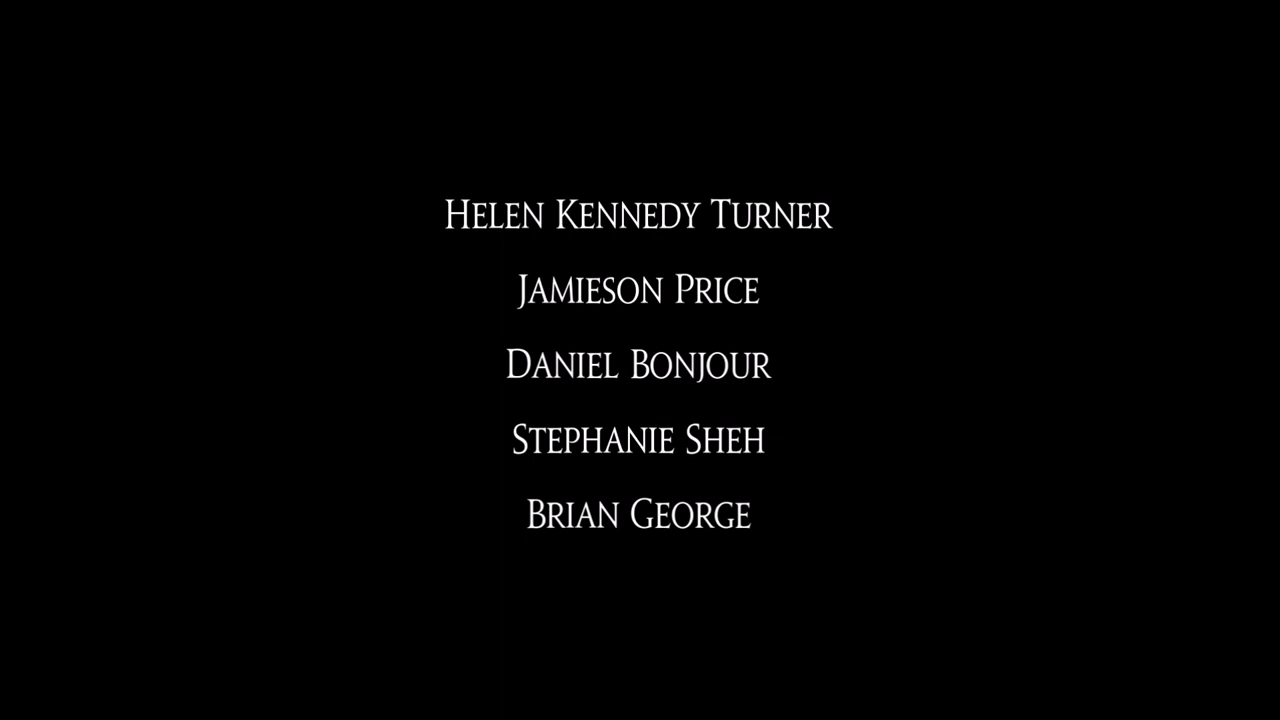 Helen Kennedy Turner
Jamieson Price
Daniel Bonjour
Stephanie Sheh
Brian George